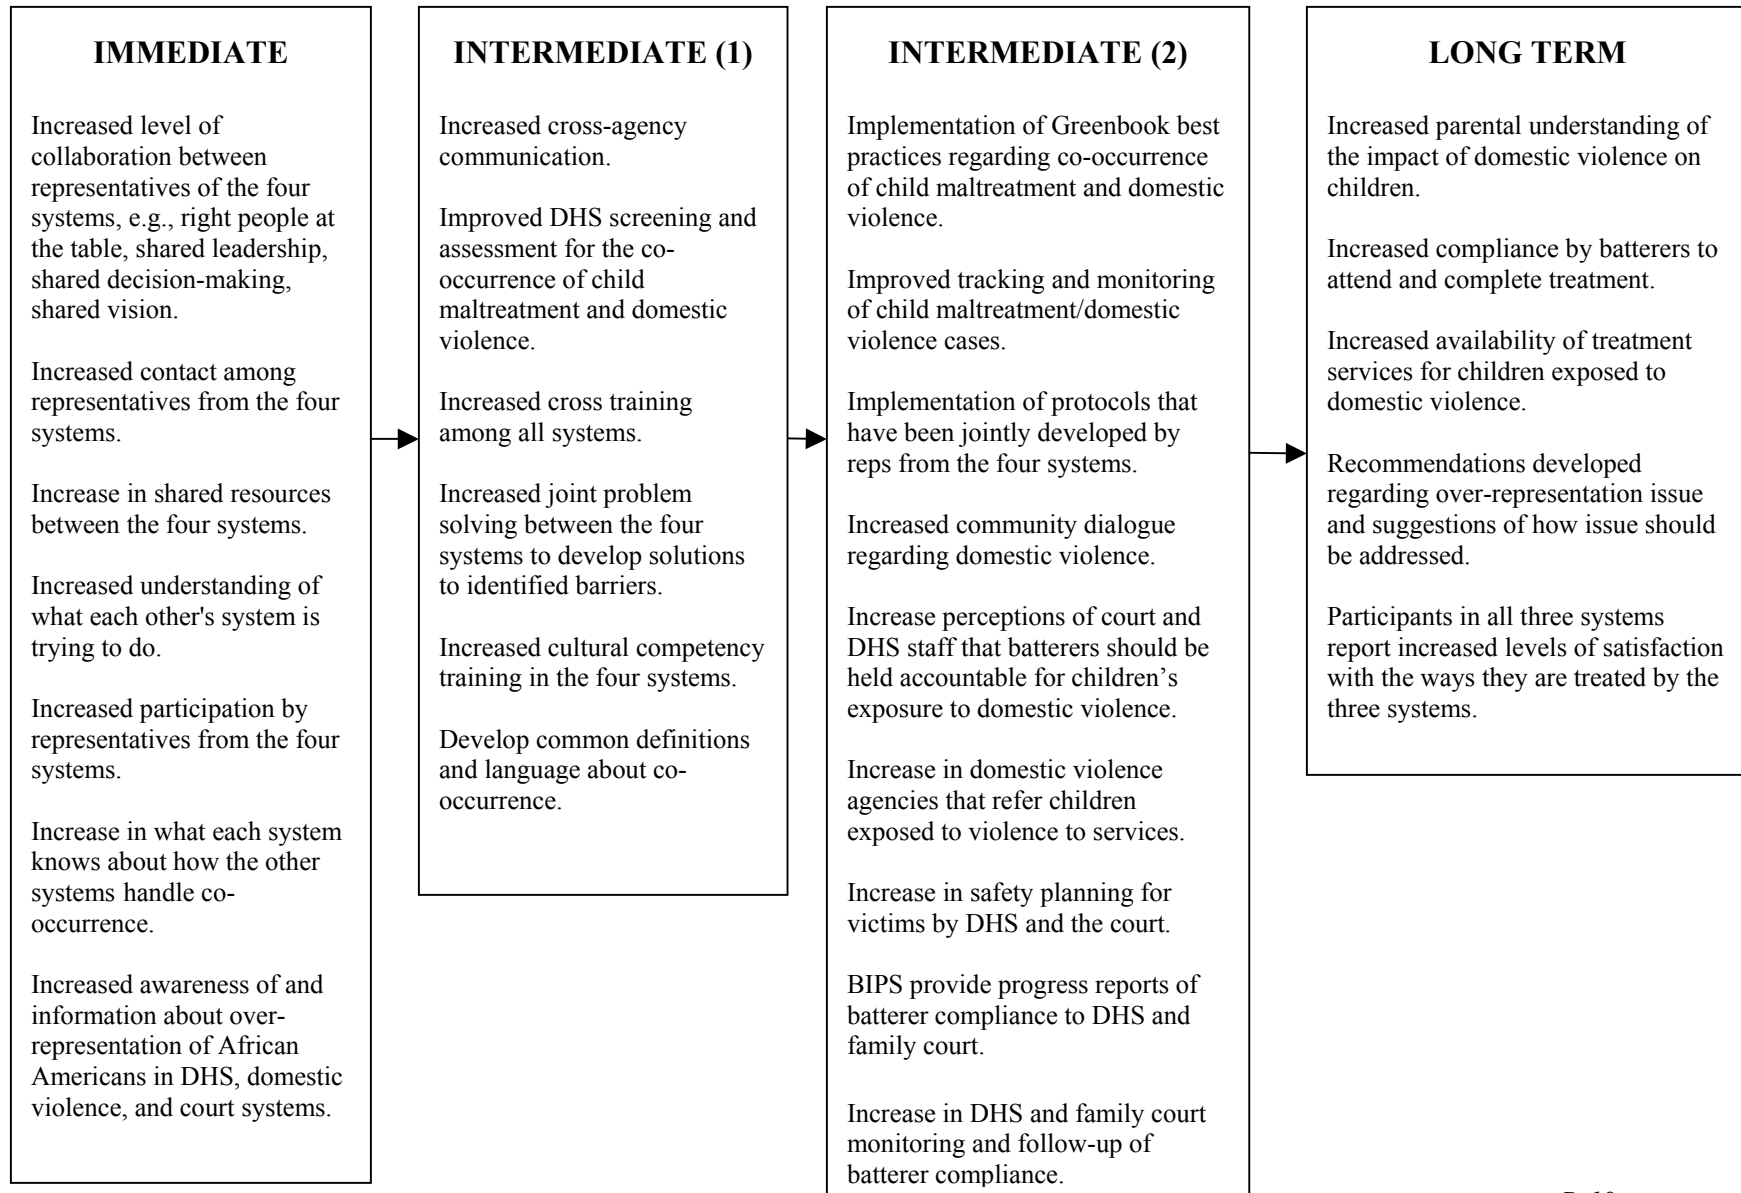 IMMEDIATE
Increased level of
collaboration between
representatives of the four
systems, e.g., right people at
the table, shared leadership,
shared decision-making,
shared vision.
Increased contact among
representatives from the four
systems.
Increase in shared resources
between the four systems.
Increased understanding of
what each other's system is
trying to do.
Increased participation by
representatives from the four
systems.
Increase in what each system
knows about how the other
systems handle co-
occurrence.
Increased awareness of and
information about over-
representation of African
Americans in DHS, domestic
violence, and court systems.
INTERMEDIATE (1)
Increased cross-agency
communication.
Improved DHS screening and
assessment for the co-
occurrence of child
maltreatment and domestic
violence.
Increased cross training
among all systems.
Increased joint problem
solving between the four
systems to develop solutions
to identified barriers.
Increased cultural competency
training in the four systems.
Develop common definitions
and language about co-
occurrence.
INTERMEDIATE (2)
Implementation of Greenbook best
practices regarding co-occurrence
of child maltreatment and domestic
violence.
Improved tracking and monitoring
of child maltreatment/domestic
violence cases.
Implementation of protocols that
have been jointly developed by
reps from the four systems.
Increased community dialogue
regarding domestic violence.
Increase perceptions of court and
DHS staff that batterers should be
held accountable for children’s
exposure to domestic violence.
Increase in domestic violence
agencies that refer children
exposed to violence to services.
Increase in safety planning for
victims by DHS and the court.
BIPS provide progress reports of
batterer compliance to DHS and
family court.
Increase in DHS and family court
monitoring and follow-up of
batterer compliance.
LONG TERM
Increased parental understanding of
the impact of domestic violence on
children.
Increased compliance by batterers to
attend and complete treatment.
Increased availability of treatment
services for children exposed to
domestic violence.
Recommendations developed
regarding over-representation issue
and suggestions of how issue should
be addressed.
Participants in all three systems
report increased levels of satisfaction
with the ways they are treated by the
three systems.